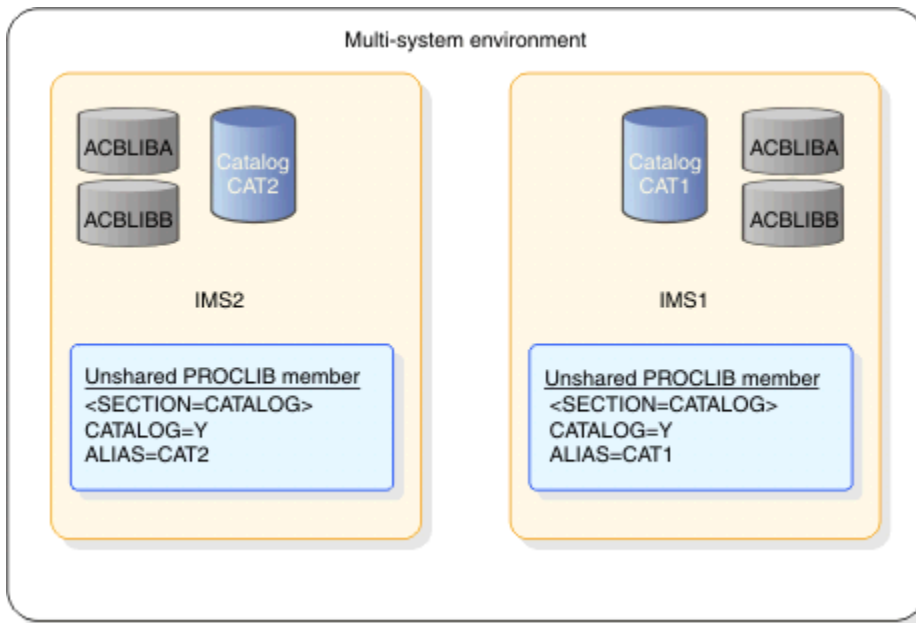 Multi-system environment
ACBLIBA
ACBLIBB
Catalog
CAT2
IMS2
Unshared PROCLIB member
<SECTION=CATALOG>
CATALOG=Y
ALIAS=CAT2
Catalog
CAT1
ACBLIBA
ACBLIBB
IMS1
Unshared PROCLIB member
<SECTION=CATALOG>
CATALOG=Y
ALIAS=CAT1